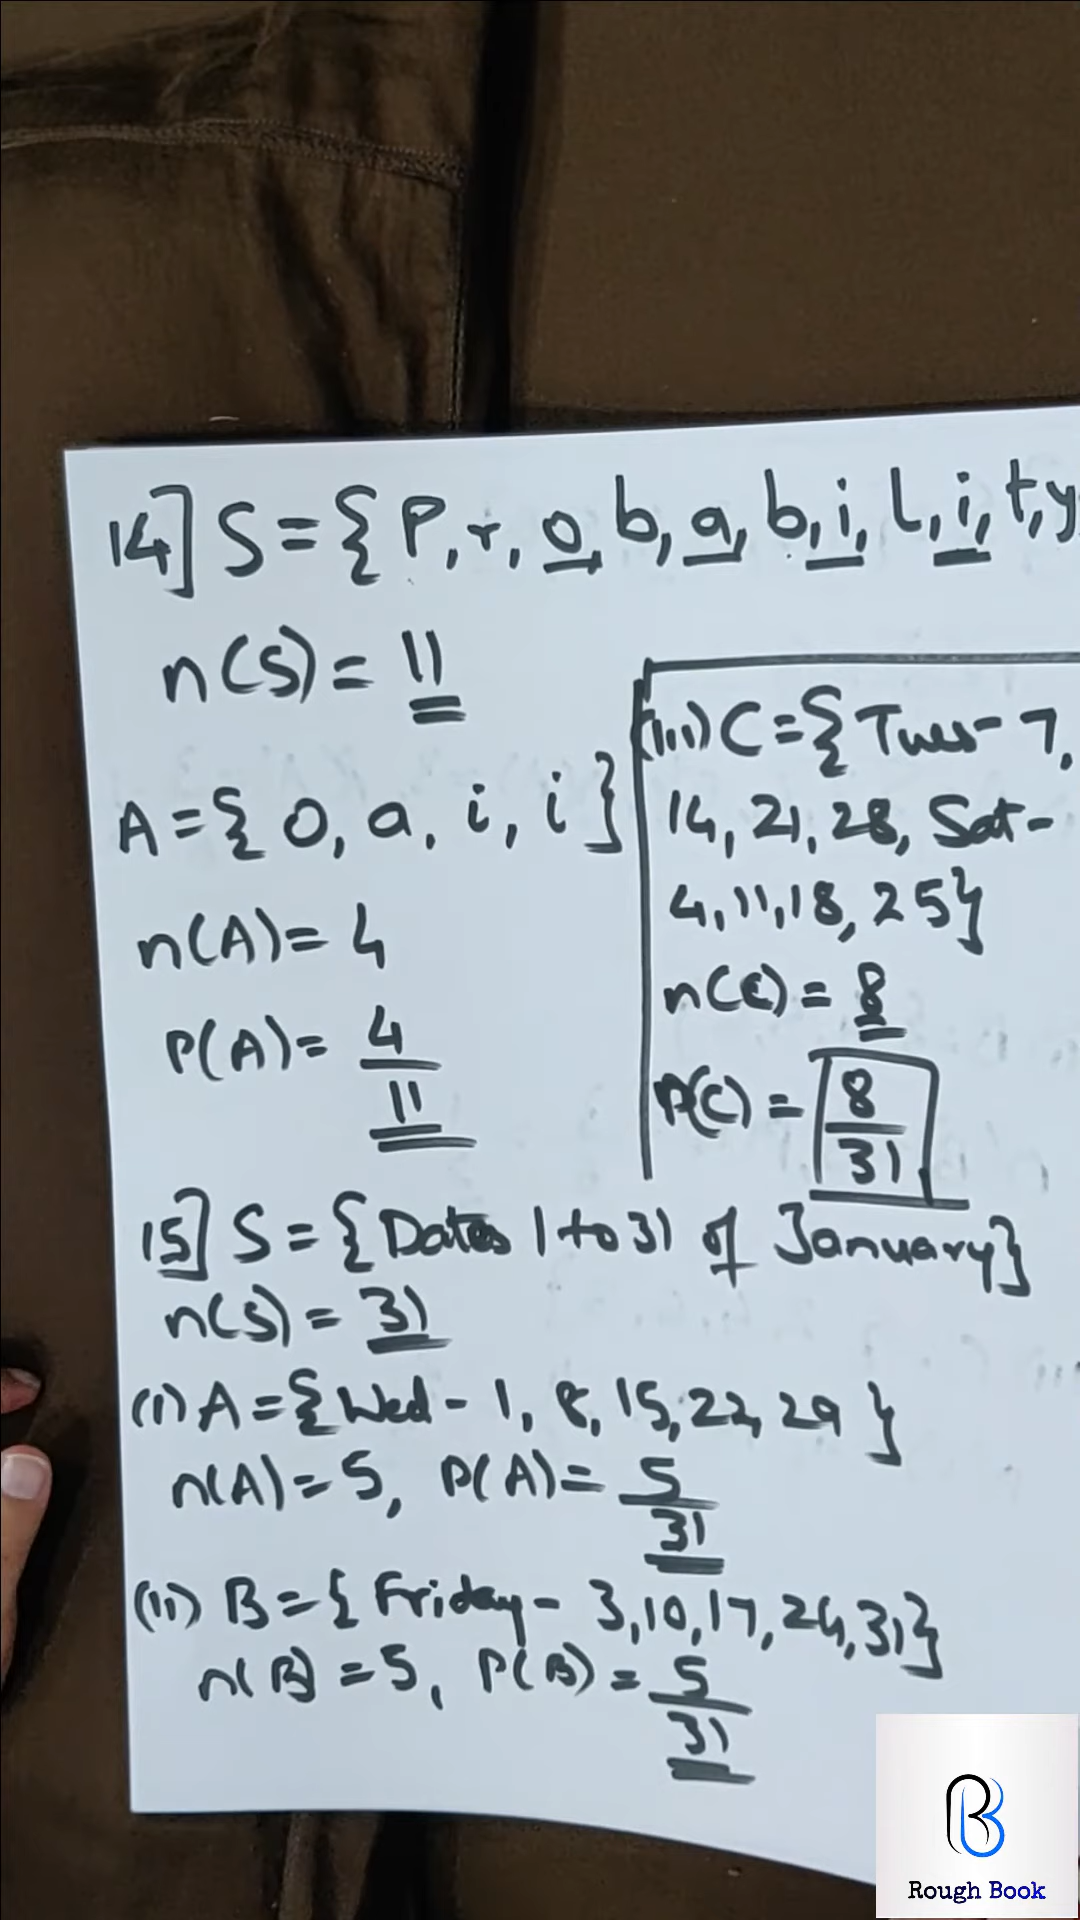 14] S = { P, r, o, b, a, b, i, l, i, t, y
n(S) = 11
A = { o, a, i, i }
n(A) = 4
P(A) = 4/11
(iii) C = { Tues - 7,
14, 21, 28, Sat -
4, 11, 18, 25}
n(C) = 8
P(C) = 8/31
15] S = {Dates 1 to 31 of January}
n(S) = 31
(i) A = {Wed - 1, 8, 15, 22, 29 }
n(A) = 5, P(A) = 5/31
(ii) B = { Friday - 3, 10, 17, 24, 31}
n(B) = 5, P(B) = 5/31
B
Rough Book